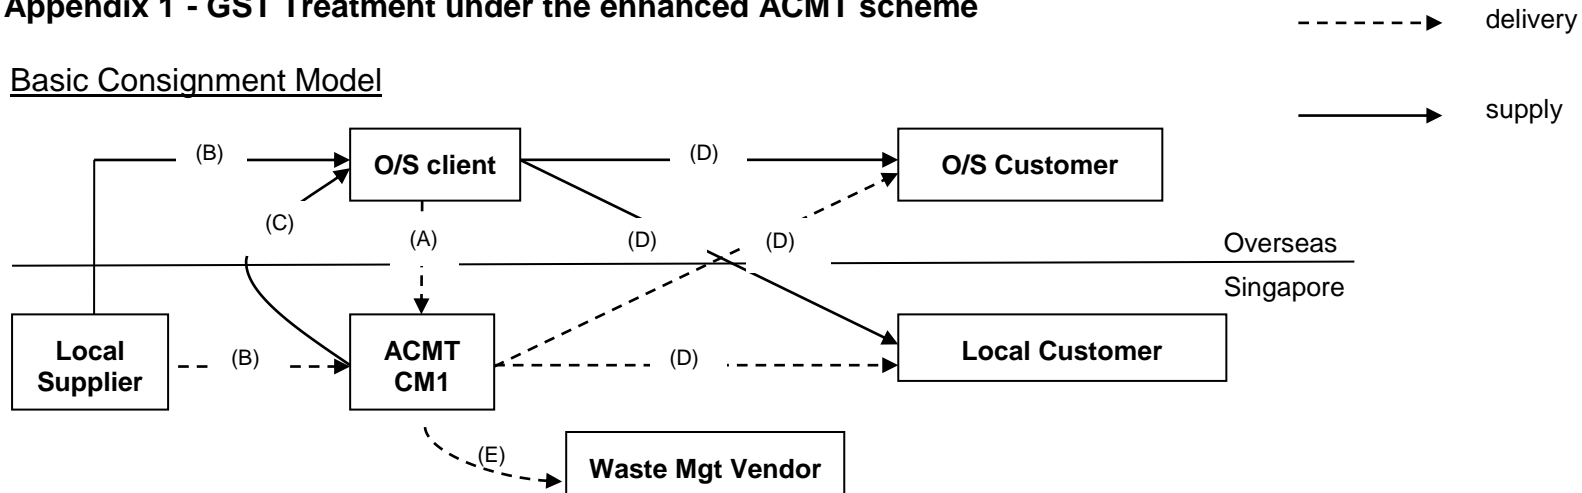 Appendix 1 - GST Treatment under the enhanced ACMT scheme
delivery
Basic Consignment Model
supply
(B)
O/S client
(D)
O/S Customer
(C)
(A)
(D)
(D)
Overseas
Singapore
Local
Supplier
(B)
ACMT
CM1
(D)
Local Customer
(E)
Waste Mgt Vendor